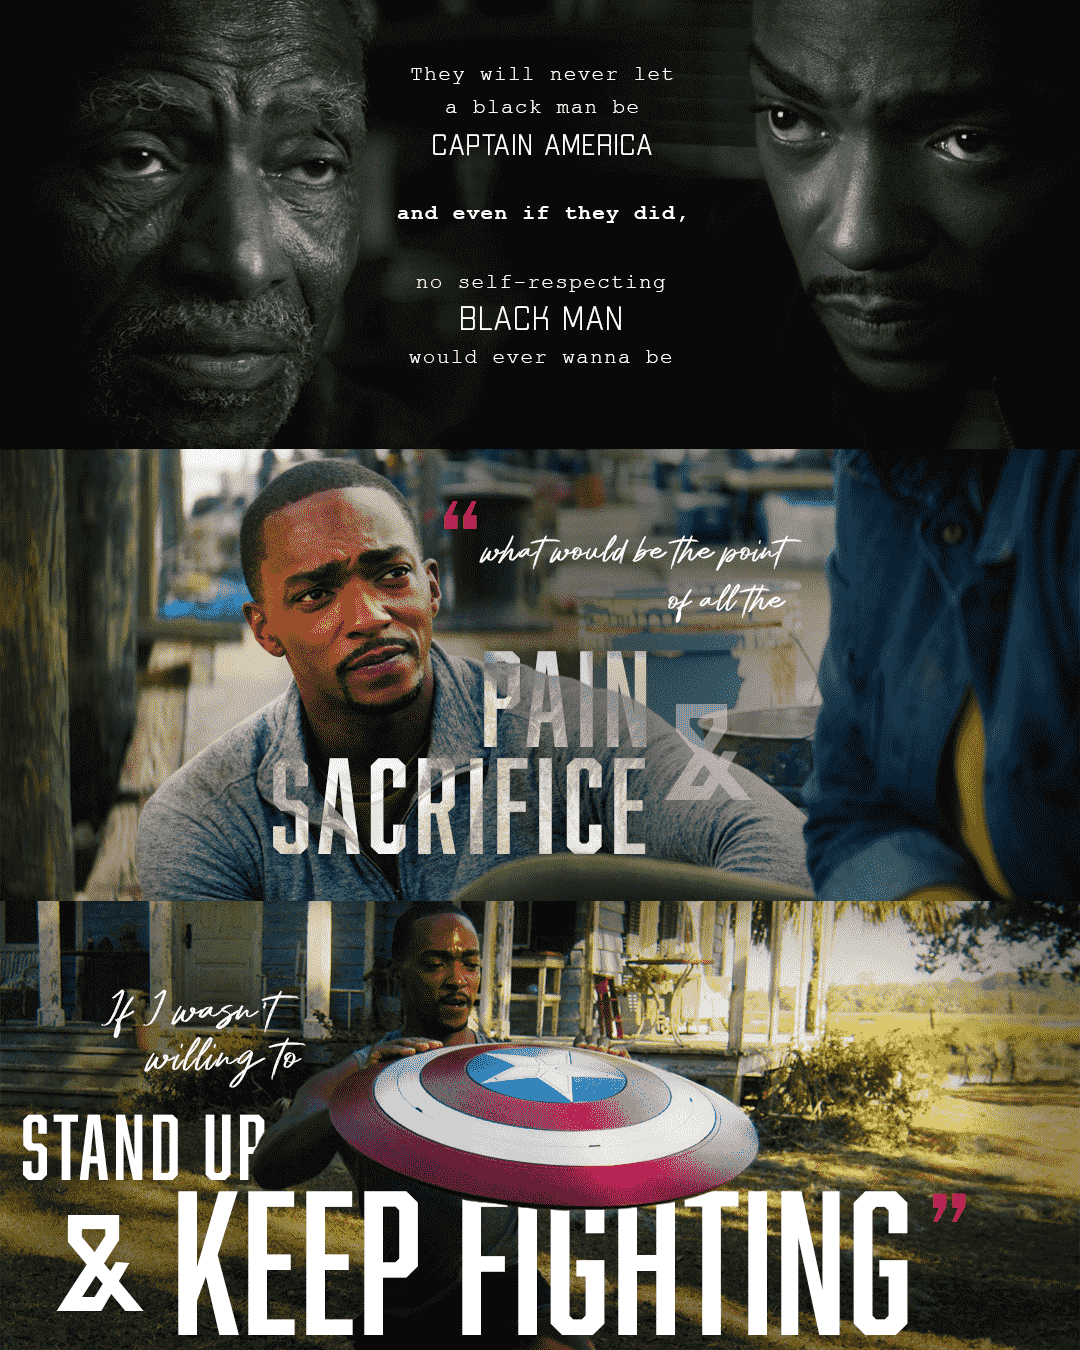 They will never let
a black man be
CAPTAIN AMERICA
and even if they did,
no self-respecting
BLACK MAN
would ever wanna be
“ what would be the point
of all the
PAIN &
SACRIFICE
If I wasn't
willing to
STAND UP
& KEEP FIGHTING ”